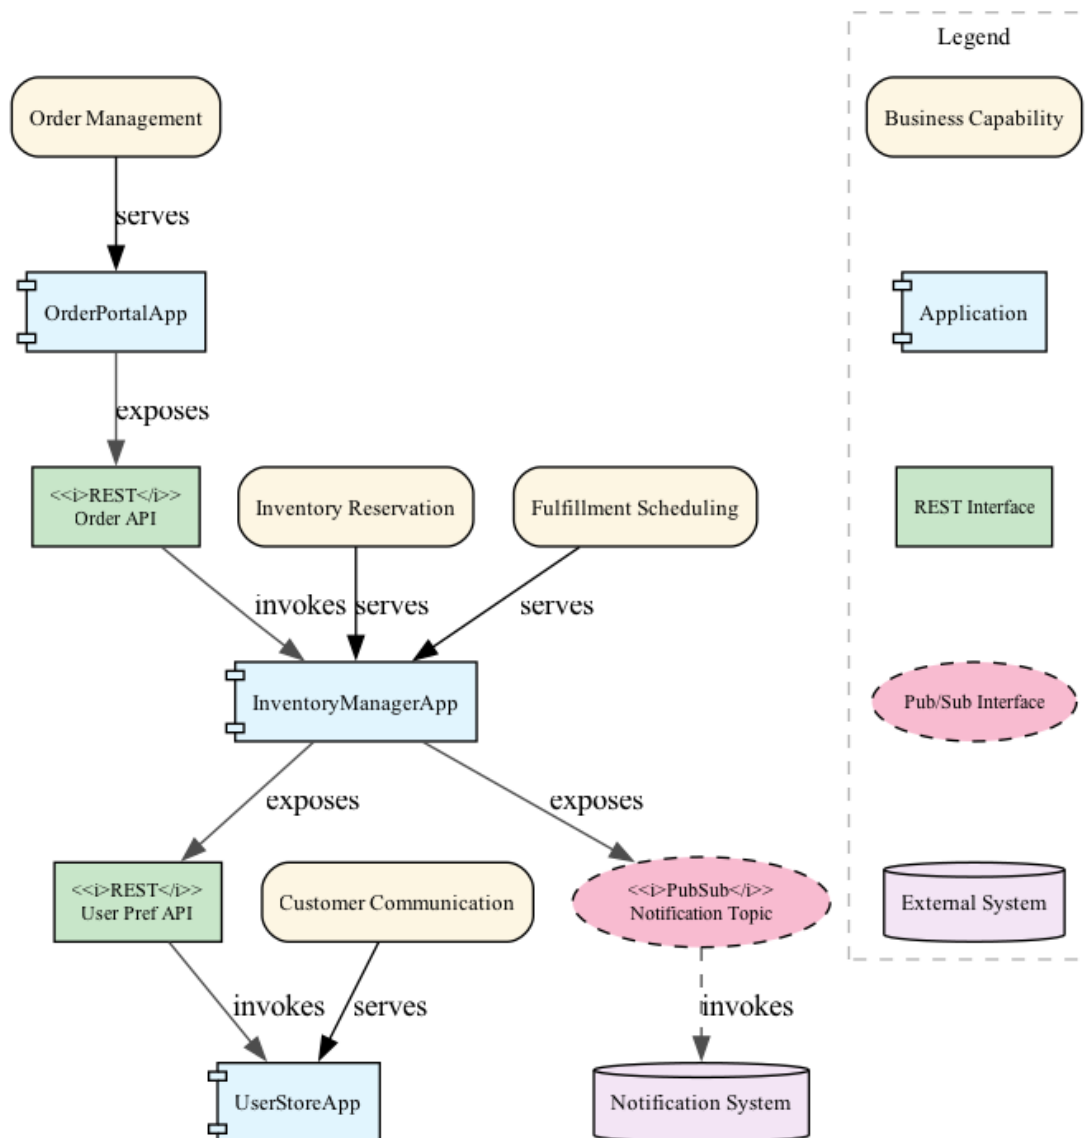 Legend
Order Management
Business Capability
serves
OrderPortalApp
Application
exposes
<<i>REST</i>>
Order API
Inventory Reservation
Fulfillment Scheduling
REST Interface
invokes
serves
serves
InventoryManagerApp
Pub/Sub Interface
exposes
exposes
<<i>REST</i>>
User Pref API
Customer Communication
<<i>PubSub</i>>
Notification Topic
External System
invokes
serves
invokes
UserStoreApp
Notification System